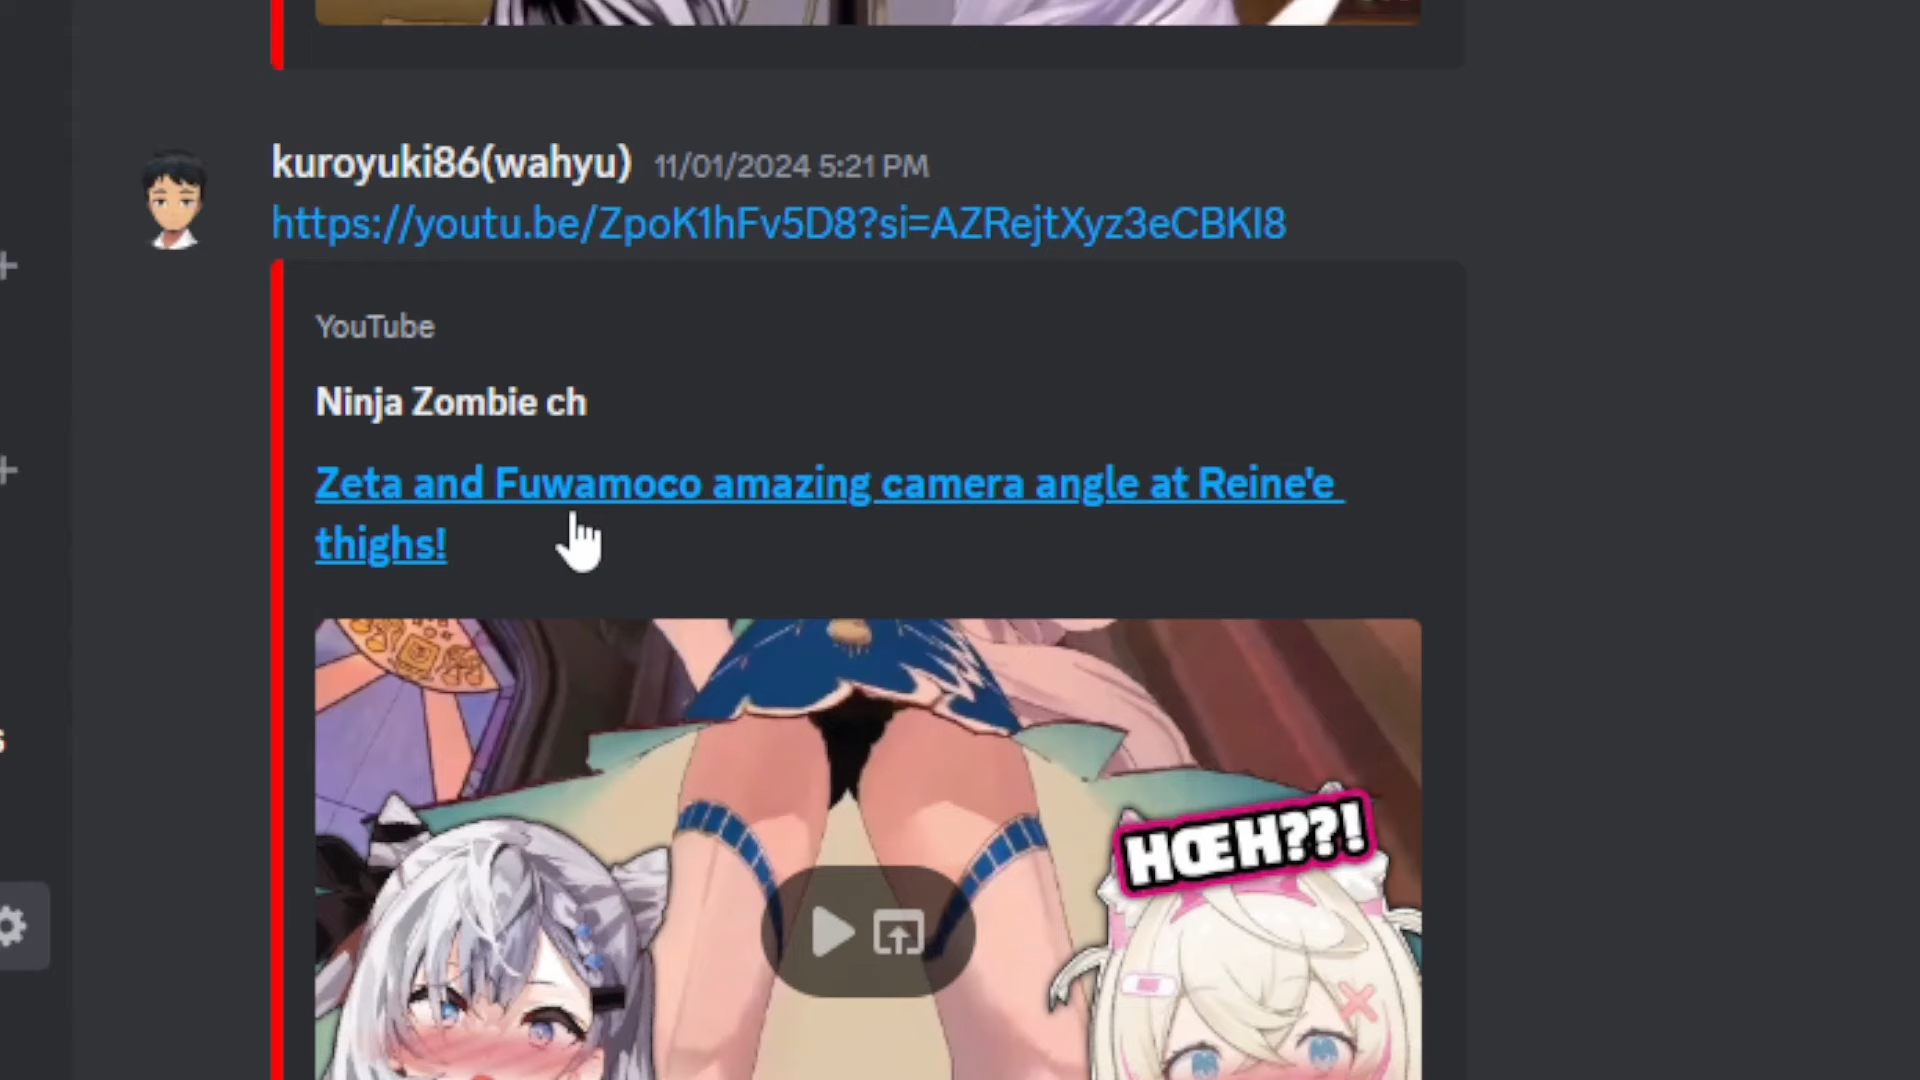 kuroyuki86(wahyu) 11/01/2024 5:21 PM
https://youtu.be/ZpoK1hFv5D8?si=AZRejtXyz3eCBKI8
YouTube
Ninja Zombie ch
Zeta and Fuwamoco amazing camera angle at Reine'e
thighs!
HŒH??!